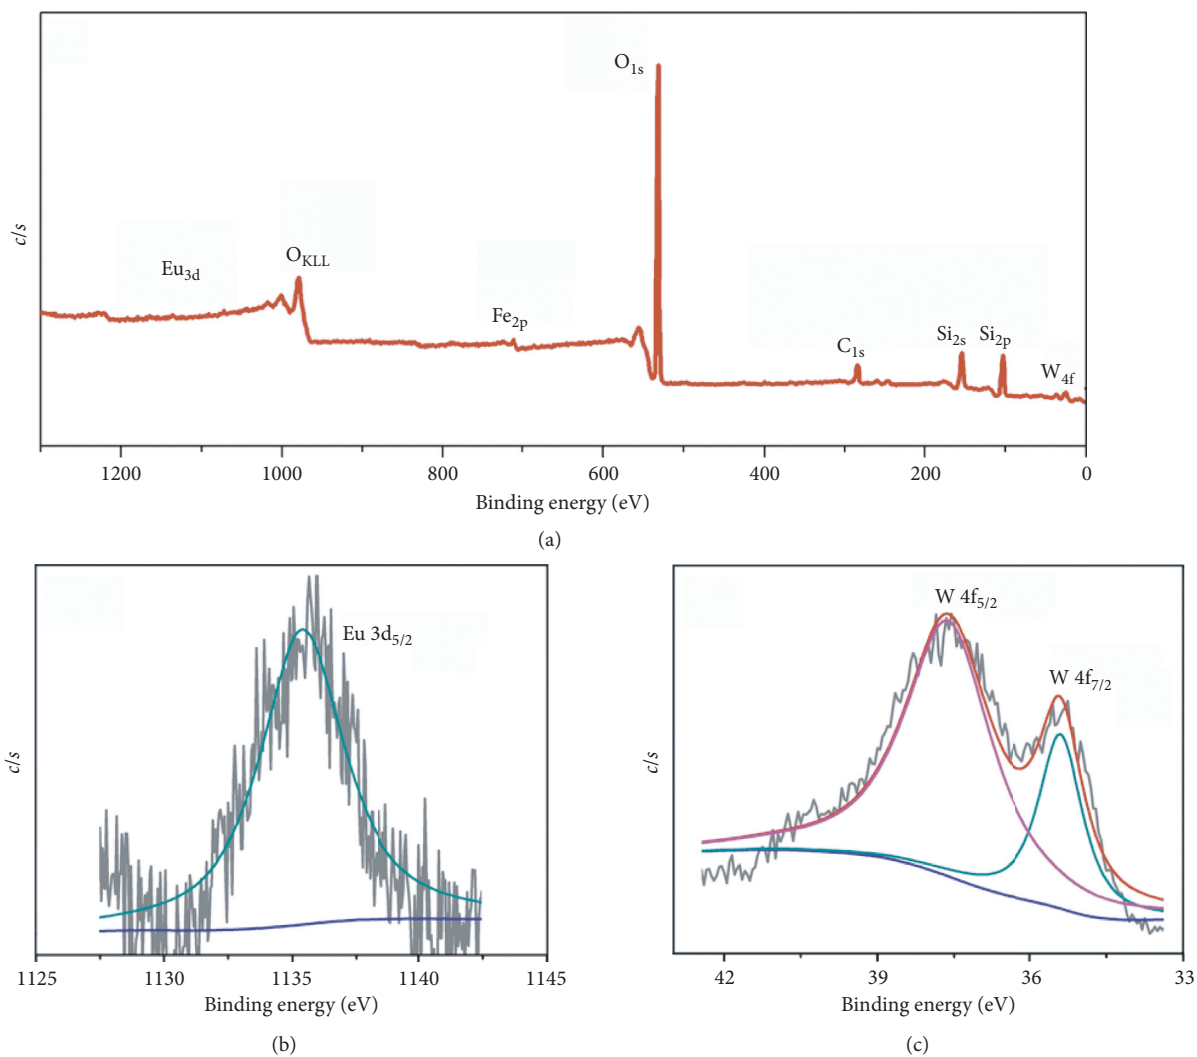 c/s
O1s
Eu3d
OKLL
Fe2p
C1s
Si2s
Si2p
W4f
1200
1000
800
600
400
200
0
Binding energy (eV)
(a)
c/s
Eu 3d5/2
1125
1130
1135
1140
1145
Binding energy (eV)
(b)
c/s
W 4f5/2
W 4f7/2
42
39
36
33
Binding energy (eV)
(c)